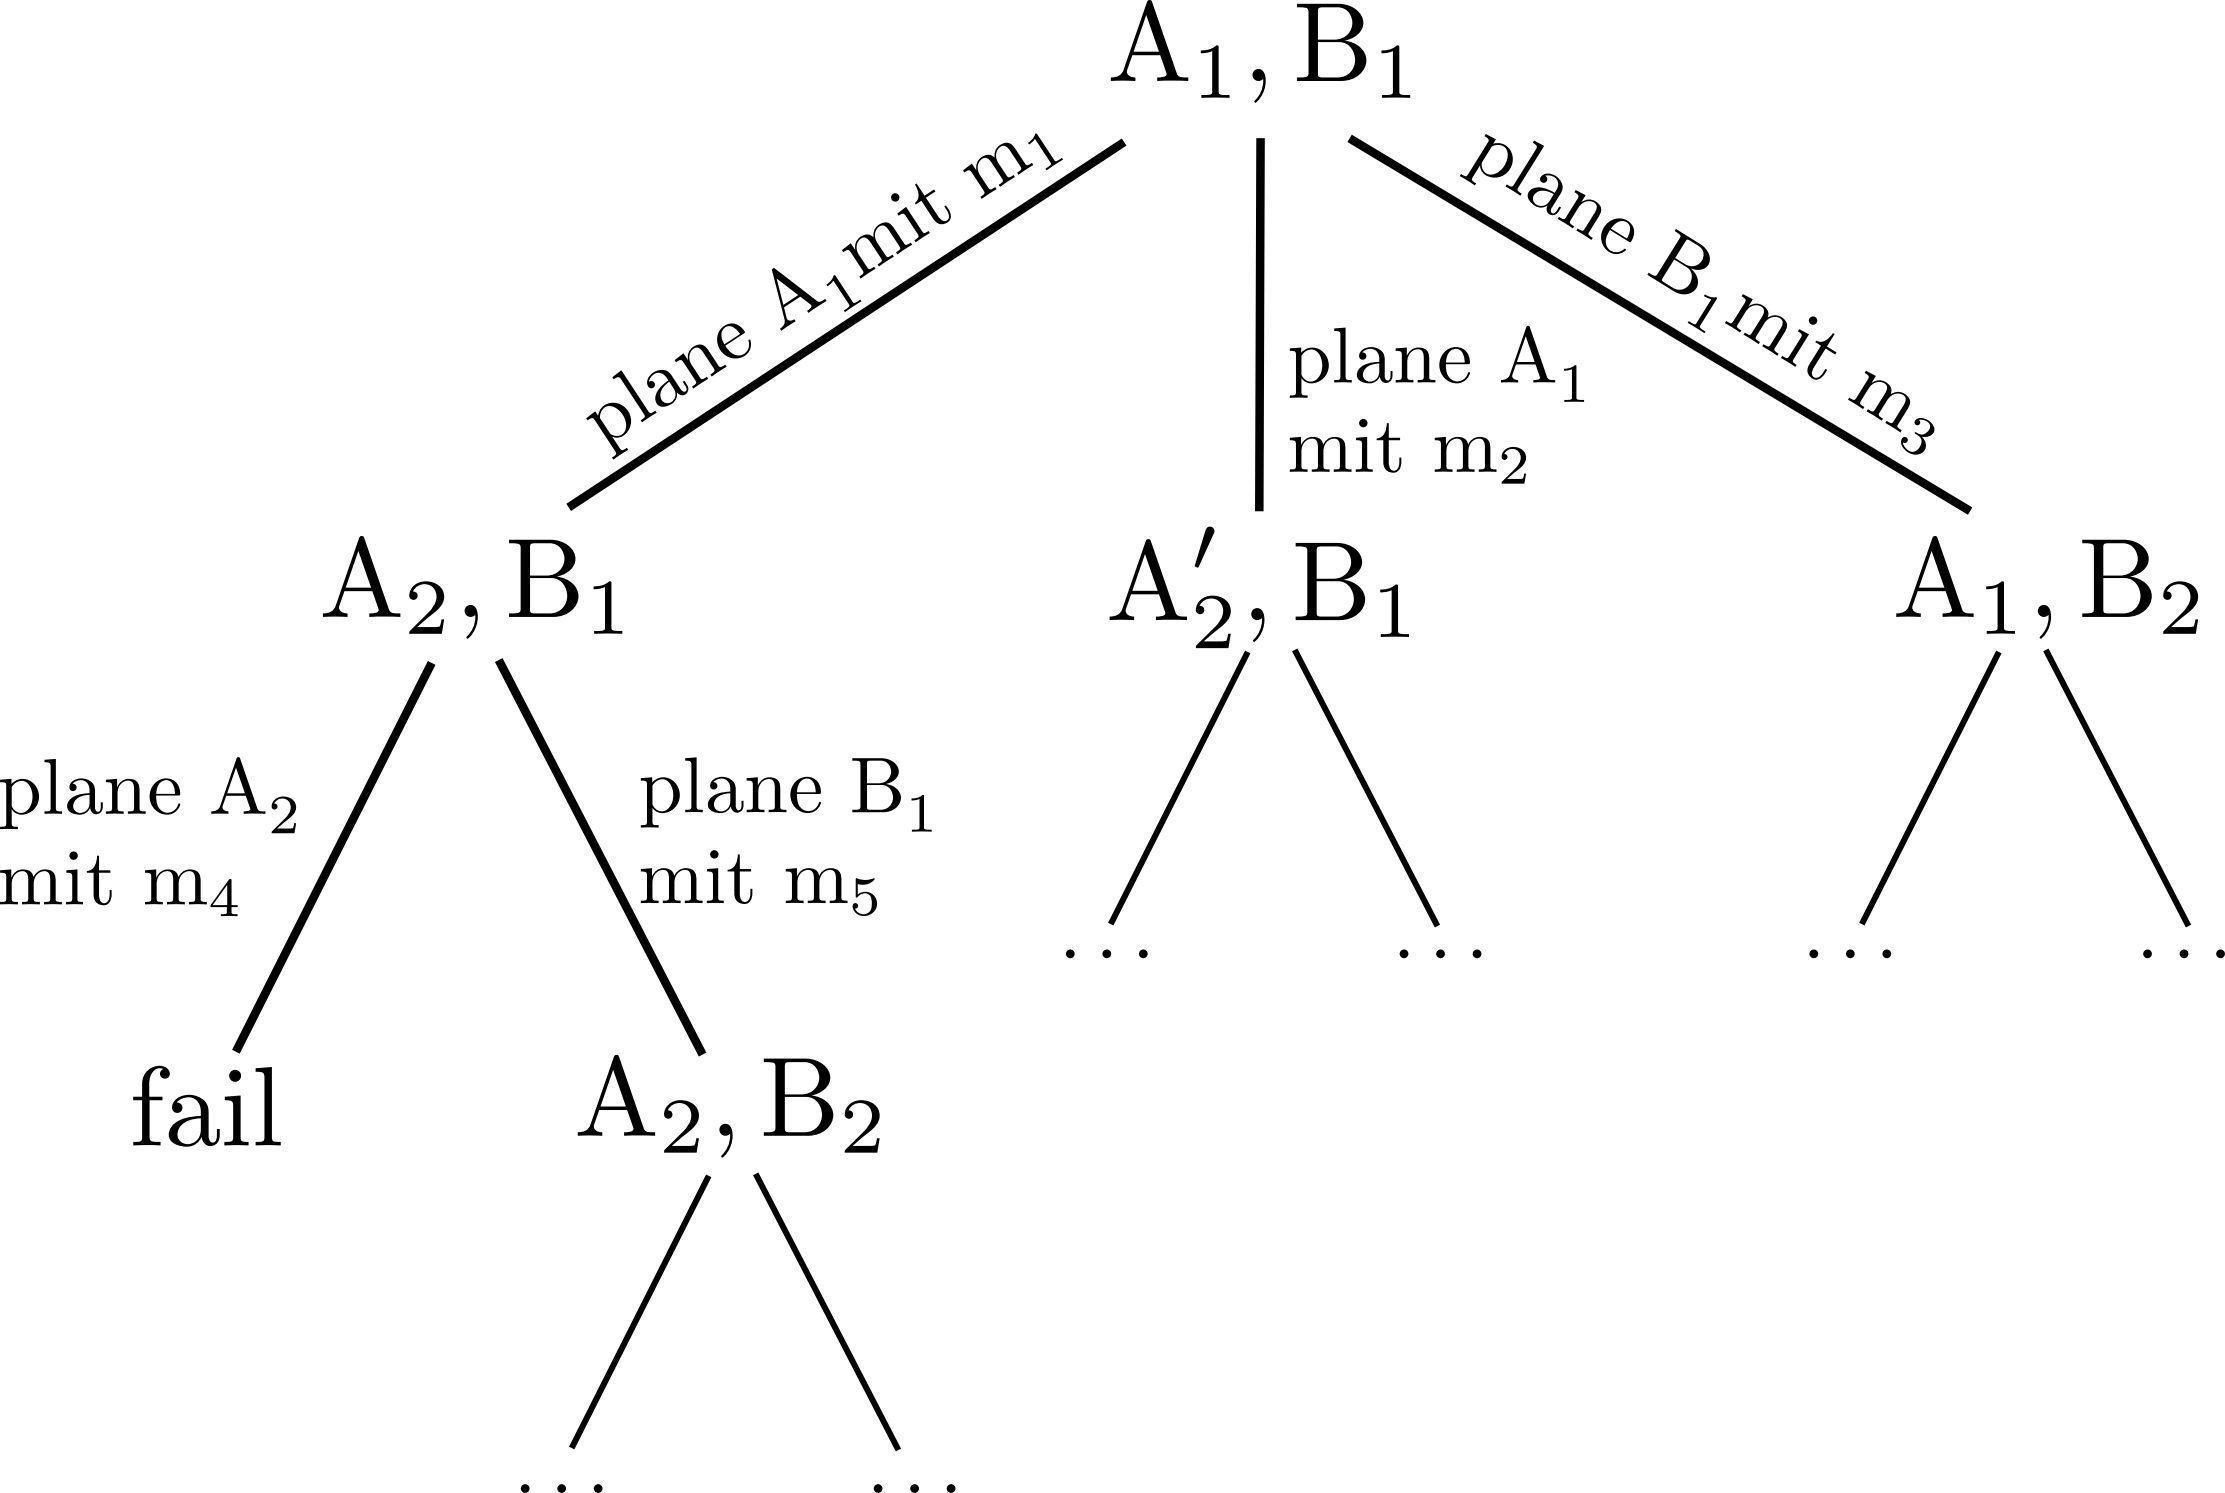 A₁, B₁
plane A₁ mit m₁
plane A₁
mit m₂
plane B₁ mit m₃
A₂, B₁
A′₂, B₁
A₁, B₂
plane A₂
mit m₄
plane B₁
mit m₅
... ... ... ...
fail
A₂, B₂
... ...